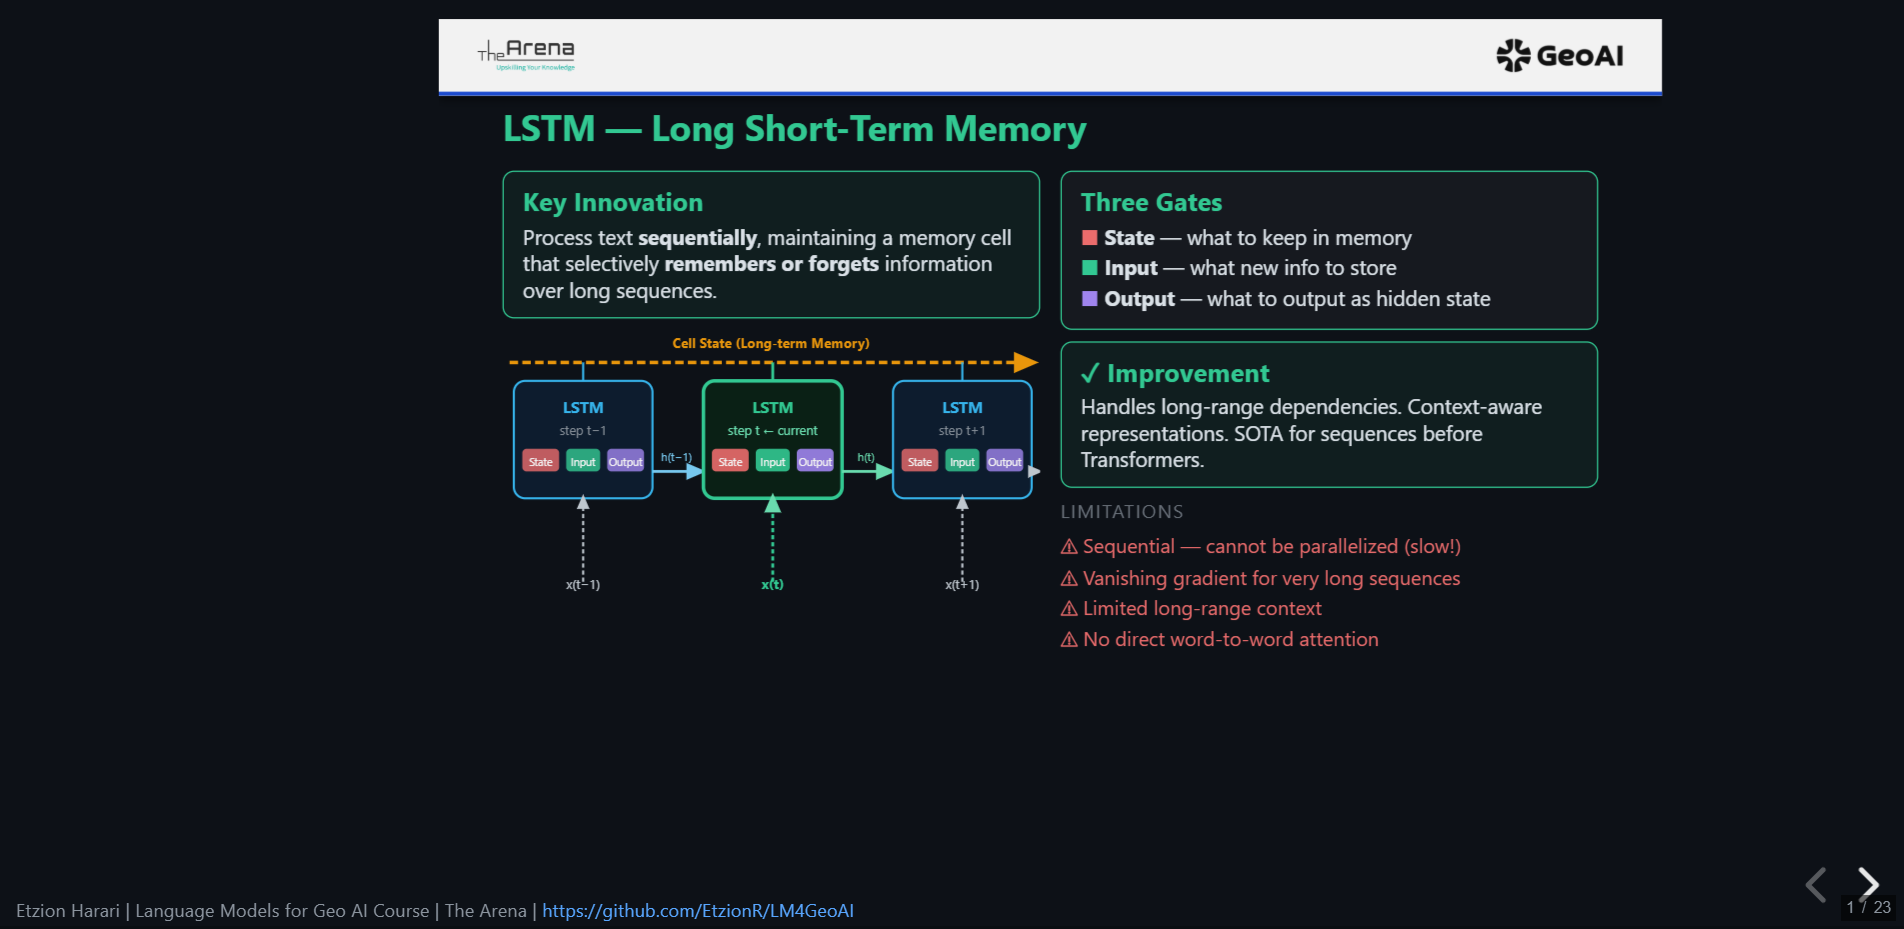 The Arena
Upskilling Your Knowledge
GeoAI
LSTM — Long Short-Term Memory
Key Innovation
Process text sequentially, maintaining a memory cell
that selectively remembers or forgets information
over long sequences.
Cell State (Long-term Memory)
LSTM
step t−1
State Input Output
h(t−1)
x(t−1)
LSTM
step t ← current
State Input Output
h(t)
x(t)
LSTM
step t+1
State Input Output
x(t+1)
Three Gates
State — what to keep in memory
Input — what new info to store
Output — what to output as hidden state
✓ Improvement
Handles long-range dependencies. Context-aware
representations. SOTA for sequences before
Transformers.
LIMITATIONS
⚠ Sequential — cannot be parallelized (slow!)
⚠ Vanishing gradient for very long sequences
⚠ Limited long-range context
⚠ No direct word-to-word attention
Etzion Harari | Language Models for Geo AI Course | The Arena | https://github.com/EtzionR/LM4GeoAI
1 / 23